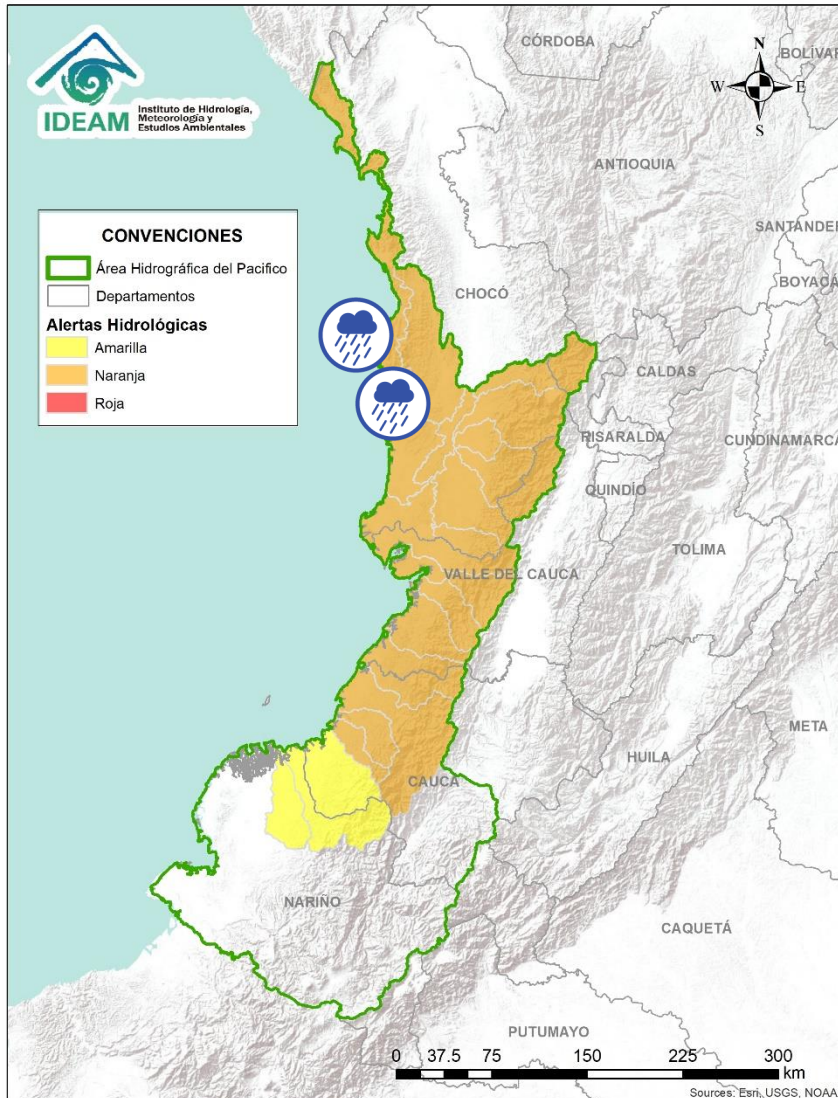 IDEAM
Instituto de Hidrología,
Meteorología y
Estudios Ambientales
N
W
E
S
CÓRDOBA
BOLÍVAR
ANTIOQUIA
SANTANDER
BOYACÁ
CONVENCIONES
Área Hidrográfica del Pacifico
Departamentos
Alertas Hidrológicas
Amarilla
Naranja
Roja
CHOCÓ
CALDAS
RISARALDA
CUNDINAMARCA
QUINDÍO
TOLIMA
VALLE DEL CAUCA
META
HUILA
CAUCA
NARIÑO
CAQUETÁ
PUTUMAYO
0 37.5 75 150 225 300
km
Sources: Esri, USGS, NOAA